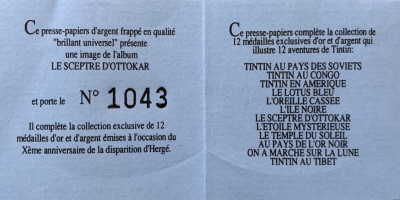 Ce presse-papiers d'argent frappé en qualité
"brillant universel" présente
une image de l'album
LE SCEPTRE D'OTTOKAR
et porte le N° 1043
Il complète la collection exclusive de 12
médailles d'or et d'argent émises à l'occasion du
Xème anniversaire de la disparition d'Hergé.
Ce presse-papiers complète la collection de
12 médailles exclusives d'or et d'argent qui
illustre 12 aventures de Tintin:
TINTIN AU PAYS DES SOVIETS
TINTIN AU CONGO
TINTIN EN AMERIQUE
LE LOTUS BLEU
L'OREILLE CASSEE
L'ILE NOIRE
LE SCEPTRE D'OTTOKAR
L'ETOILE MYSTERIEUSE
LE TEMPLE DU SOLEIL
AU PAYS DE L'OR NOIR
ON A MARCHE SUR LA LUNE
TINTIN AU TIBET